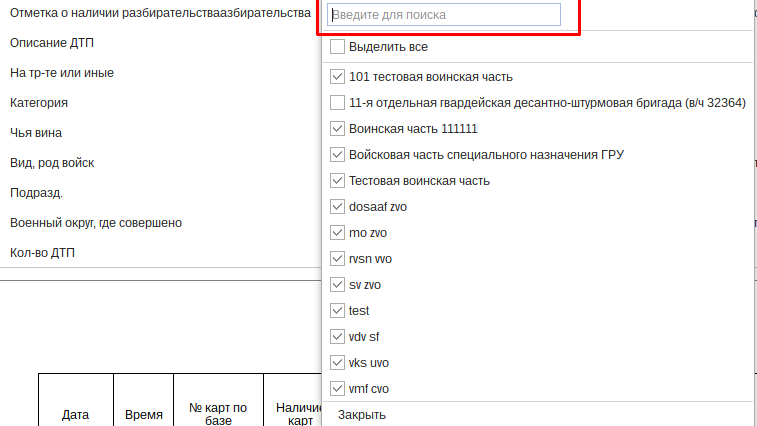 Отметка о наличии разбирательстваазбирательства
Описание ДТП
На тр-те или иные
Категория
Чья вина
Вид, род войск
Подразд.
Военный округ, где совершено
Кол-во ДТП
Введите для поиска
Выделить все
101 тестовая воинская часть
11-я отдельная гвардейская десантно-штурмовая бригада (в/ч 32364)
Воинская часть 111111
Войсковая часть специального назначения ГРУ
Тестовая воинская часть
dosaaf zvo
mo zvo
rvsn vvo
sv zvo
test
vdv sf
vks uvo
vmf cvo
Закрыть
Дата
Время
№ карт по
базе
Наличие
карт